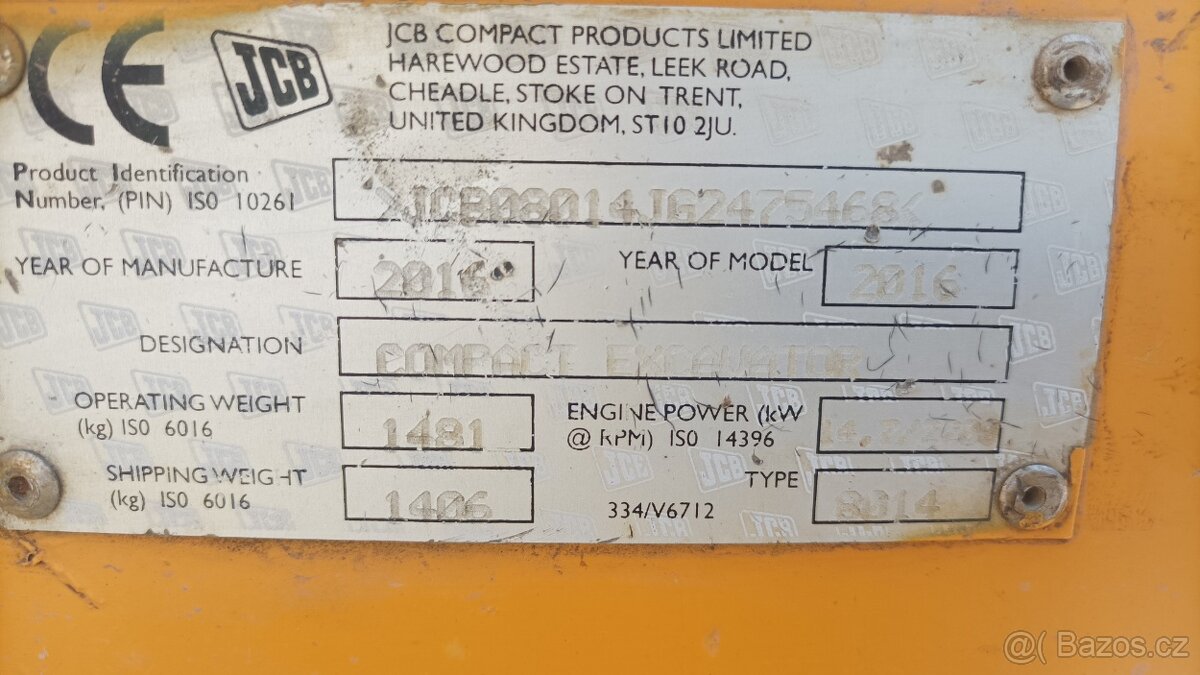 CE JCB
JCB COMPACT PRODUCTS LIMITED
HAREWOOD ESTATE, LEEK ROAD,
CHEADLE, STOKE ON TRENT,
UNITED KINGDOM, ST10 2JU.
Product Identification
Number, (PIN) ISO 10261
>JCB08014JG2475468<
YEAR OF MANUFACTURE 2016 YEAR OF MODEL 2016
DESIGNATION COMPACT EXCAVATOR
OPERATING WEIGHT
(kg) ISO 6016
1481
ENGINE POWER (kW
@ RPM) ISO 14396
SHIPPING WEIGHT
(kg) ISO 6016
1406
334/V6712
TYPE 8014
Bazos.cz